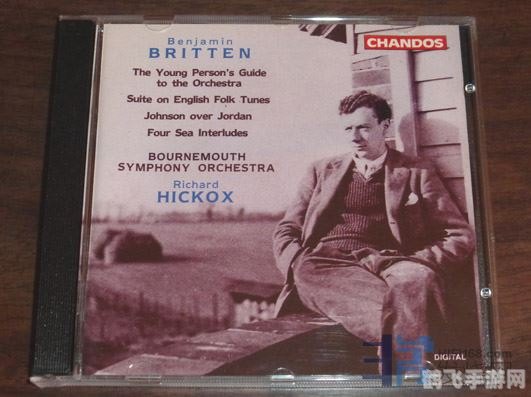 Benjamin
BRITTEN
CHANDOS
The Young Person's Guide
to the Orchestra
Suite on English Folk Tunes
Johnson over Jordan
Four Sea Interludes
BOURNEMOUTH
SYMPHONY ORCHESTRA
Richard
HICKOX
DIGITAL
鹤飞手游网